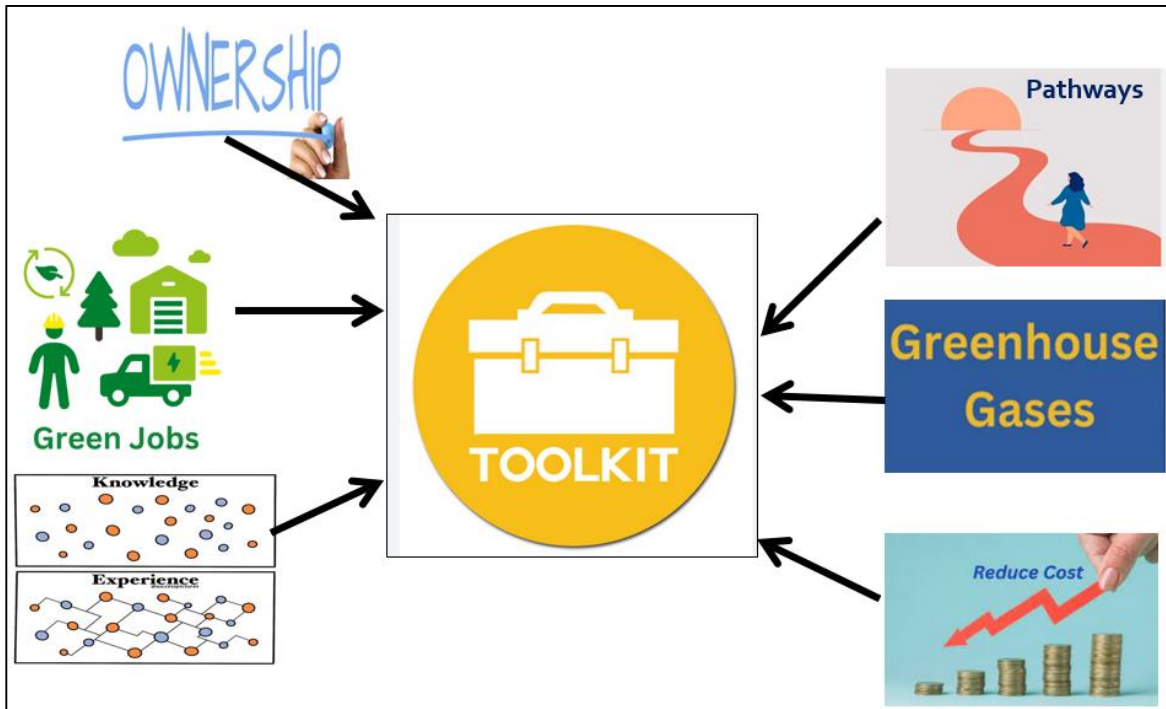 OWNERSHIP
Pathways
Green Jobs
Greenhouse
Gases
TOOLKIT
Knowledge
Experience
Reduce Cost